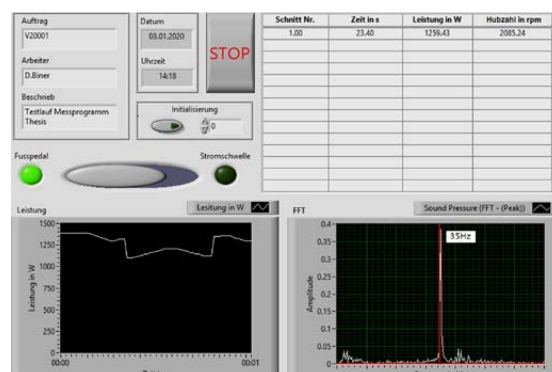 Auftrag
V20001
Arbeiter
D.Biner
Beschrieb
Testlauf Messprogramm
Thesis
Datum
03.01.2020
Uhrzeit
14:18
STOP
Initialisierung
0
Fusspedal
Stromschwelle
Schnitt Nr. Zeit in s Leistung in W Hubzahl in rpm
1.00 23.40 1259.43 2085.24
Leistung
Lesitung in W
1500
1250
1000
750
500
250
0
Leistung in W
00:00
00:01
FFT
Sound Pressure (FFT - (Peak))
35Hz
0.4
0.35
0.3
0.25
0.2
0.15
0.1
0.05
0
Amplitude